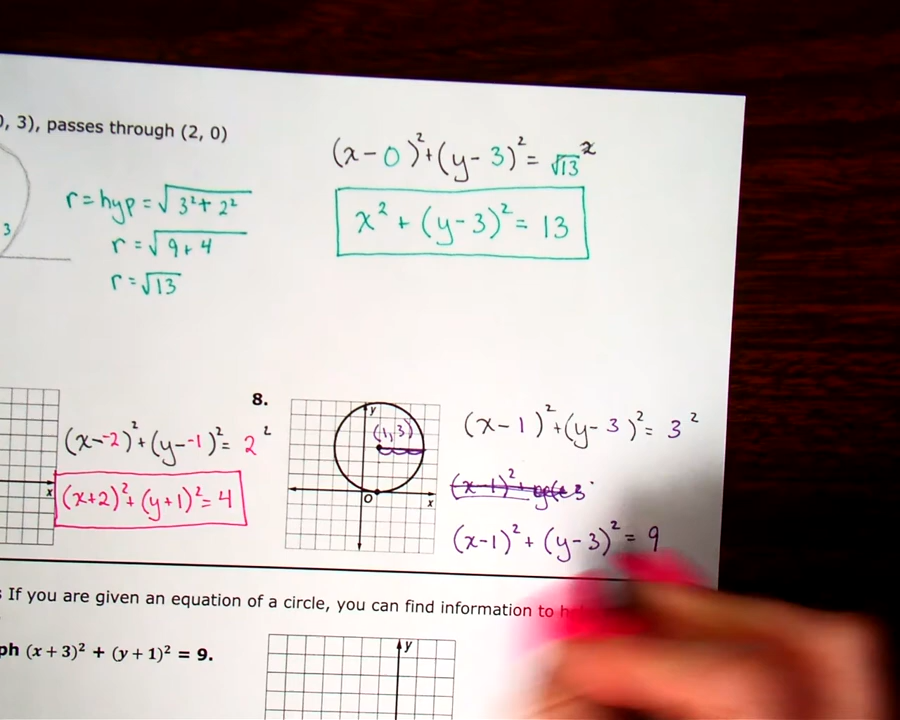 , 3), passes through (2, 0)
(x-0)²+(y-3)²=√13²
3
r=hyp=√3²+2²
x²+(y-3)²=13
r=√9+4
r=√13
8.
y
(x--2)²+(y--1)²=2²
(1,3)
(x-1)²+(y-3)²=3²
x
(x+2)²+(y+1)²=4
O
x
(x-1)²+
(x-1)²+(y-3)²=9
If you are given an equation of a circle, you can find information to
ph (x+3)² + (y+1)² = 9.
y